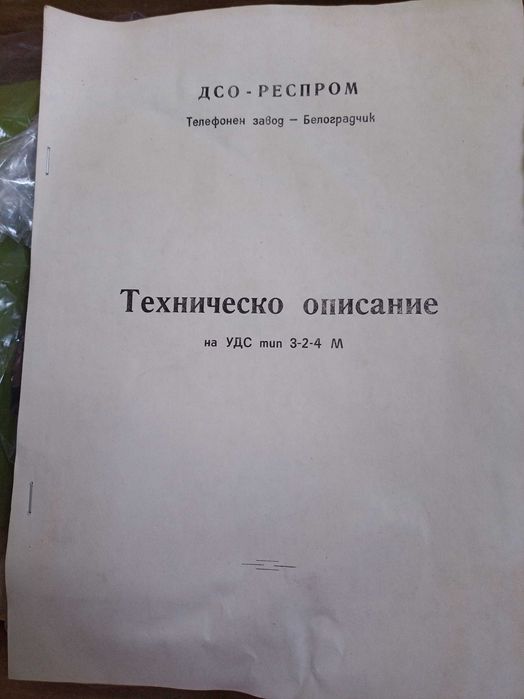 ДСО - РЕСПРОМ
Телефонен завод — Белоградчик
Техническо описание
на УДС тип 3-2-4 М